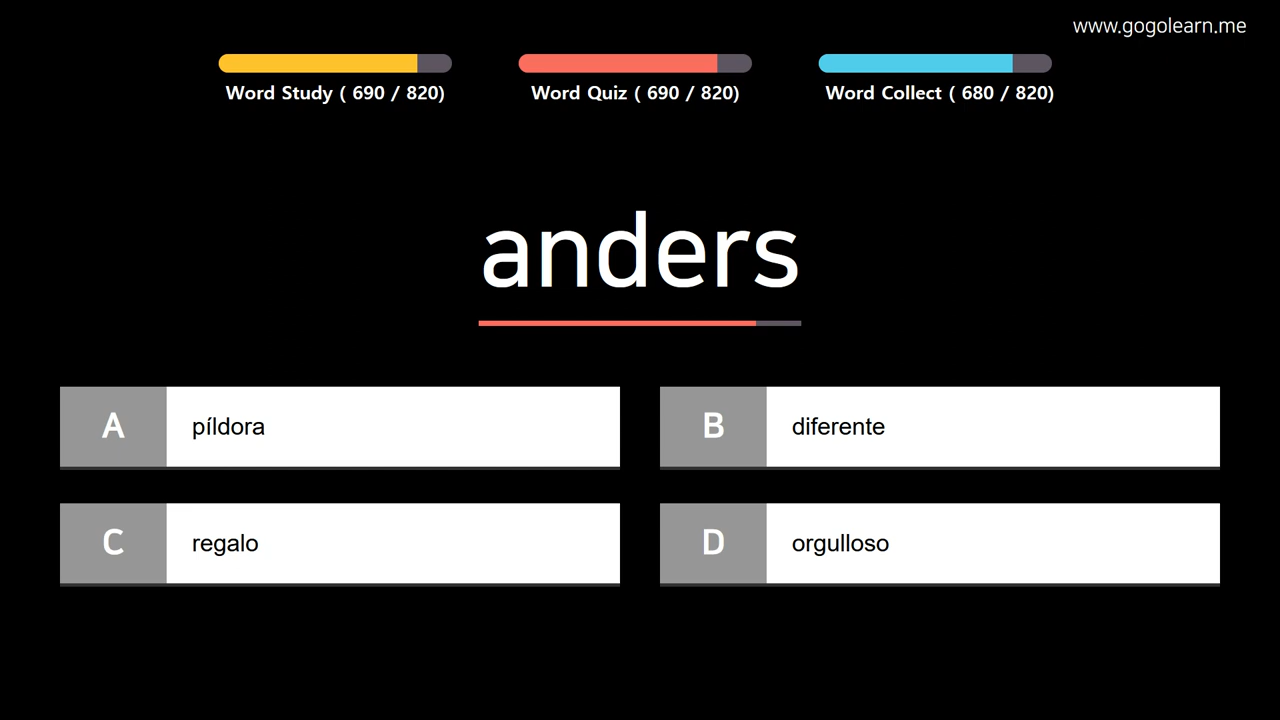 www.gogolearn.me
Word Study ( 690 / 820)
Word Quiz ( 690 / 820)
Word Collect ( 680 / 820)
anders
A píldora
B diferente
C regalo
D orgulloso